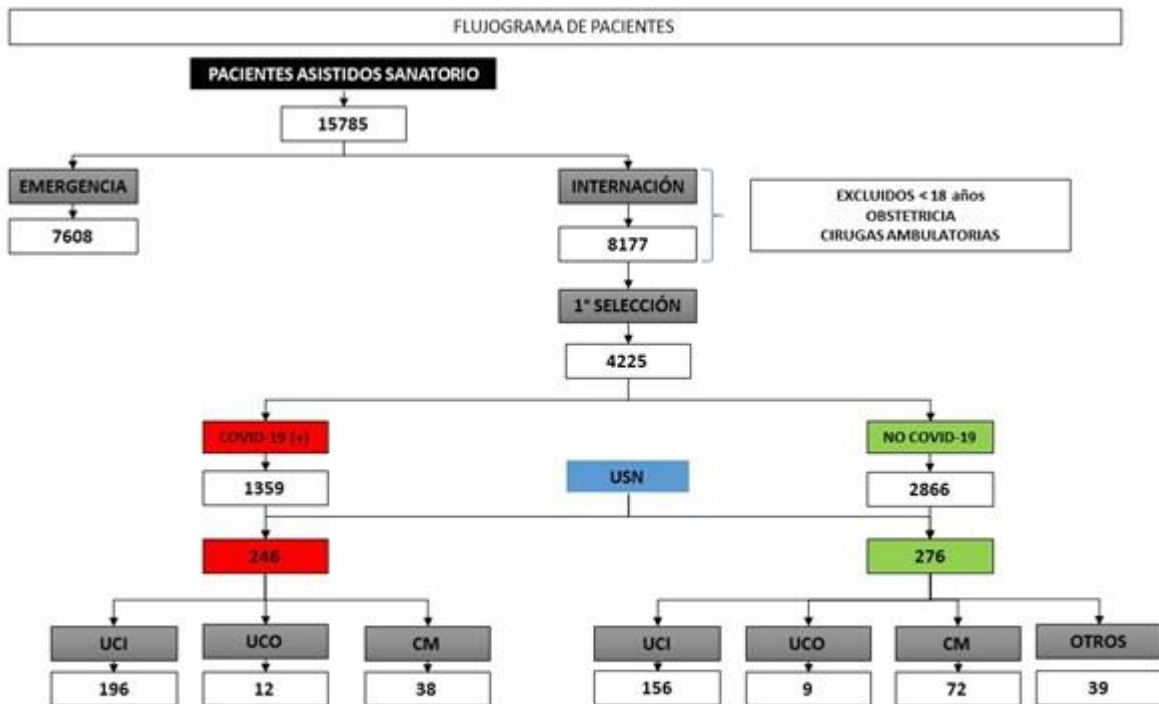 FLUJOGRAMA DE PACIENTES
PACIENTES ASISTIDOS SANATORIO
15785
EMERGENCIA
7608
INTERNACIÓN
8177
EXCLUIDOS < 18 años
OBSTETRICIA
CIRUGAS AMBULATORIAS
1° SELECCIÓN
4225
COVID-19 (+)
1359
NO COVID-19
2866
USN
246
276
UCI
196
UCO
12
CM
38
UCI
156
UCO
9
CM
72
OTROS
39